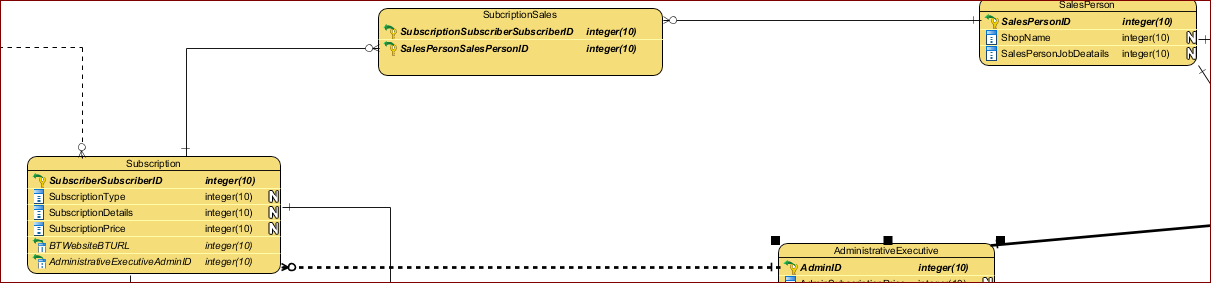 SubcriptionSales
SubscriptionSubscriberSubscriberID integer(10)
SalesPersonSalesPersonID integer(10)
SalesPerson
SalesPersonID integer(10)
ShopName integer(10) N
SalesPersonJobDeatails integer(10) N
Subscription
SubscriberSubscriberID integer(10)
SubscriptionType integer(10) N
SubscriptionDetails integer(10) N
SubscriptionPrice integer(10) N
BTWebsiteBTURL integer(10)
AdministrativeExecutiveAdminID integer(10)
AdministrativeExecutive
AdminID integer(10)